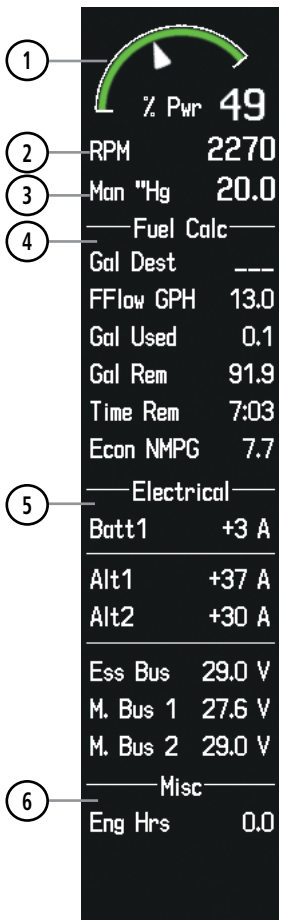 1
% Pwr 49
2 RPM 2270
3 Man "Hg 20.0
4 Fuel Calc
Gal Dest ___
FFlow GPH 13.0
Gal Used 0.1
Gal Rem 91.9
Time Rem 7:03
Econ NMPG 7.7
5 Electrical
Batt1 +3 A
Alt1 +37 A
Alt2 +30 A
Ess Bus 29.0 V
M. Bus 1 27.6 V
M. Bus 2 29.0 V
6 Misc
Eng Hrs 0.0